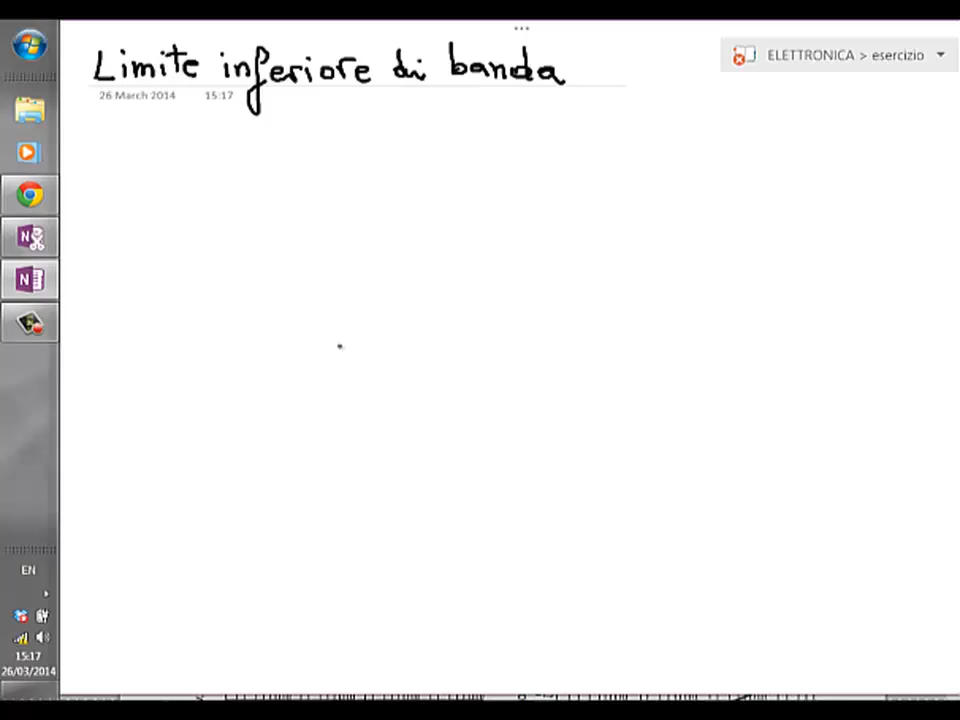 ...
Limite inferiore di banda
ELETTRONICA > esercizio
26 March 2014 15:17
EN
15:17
26/03/2014